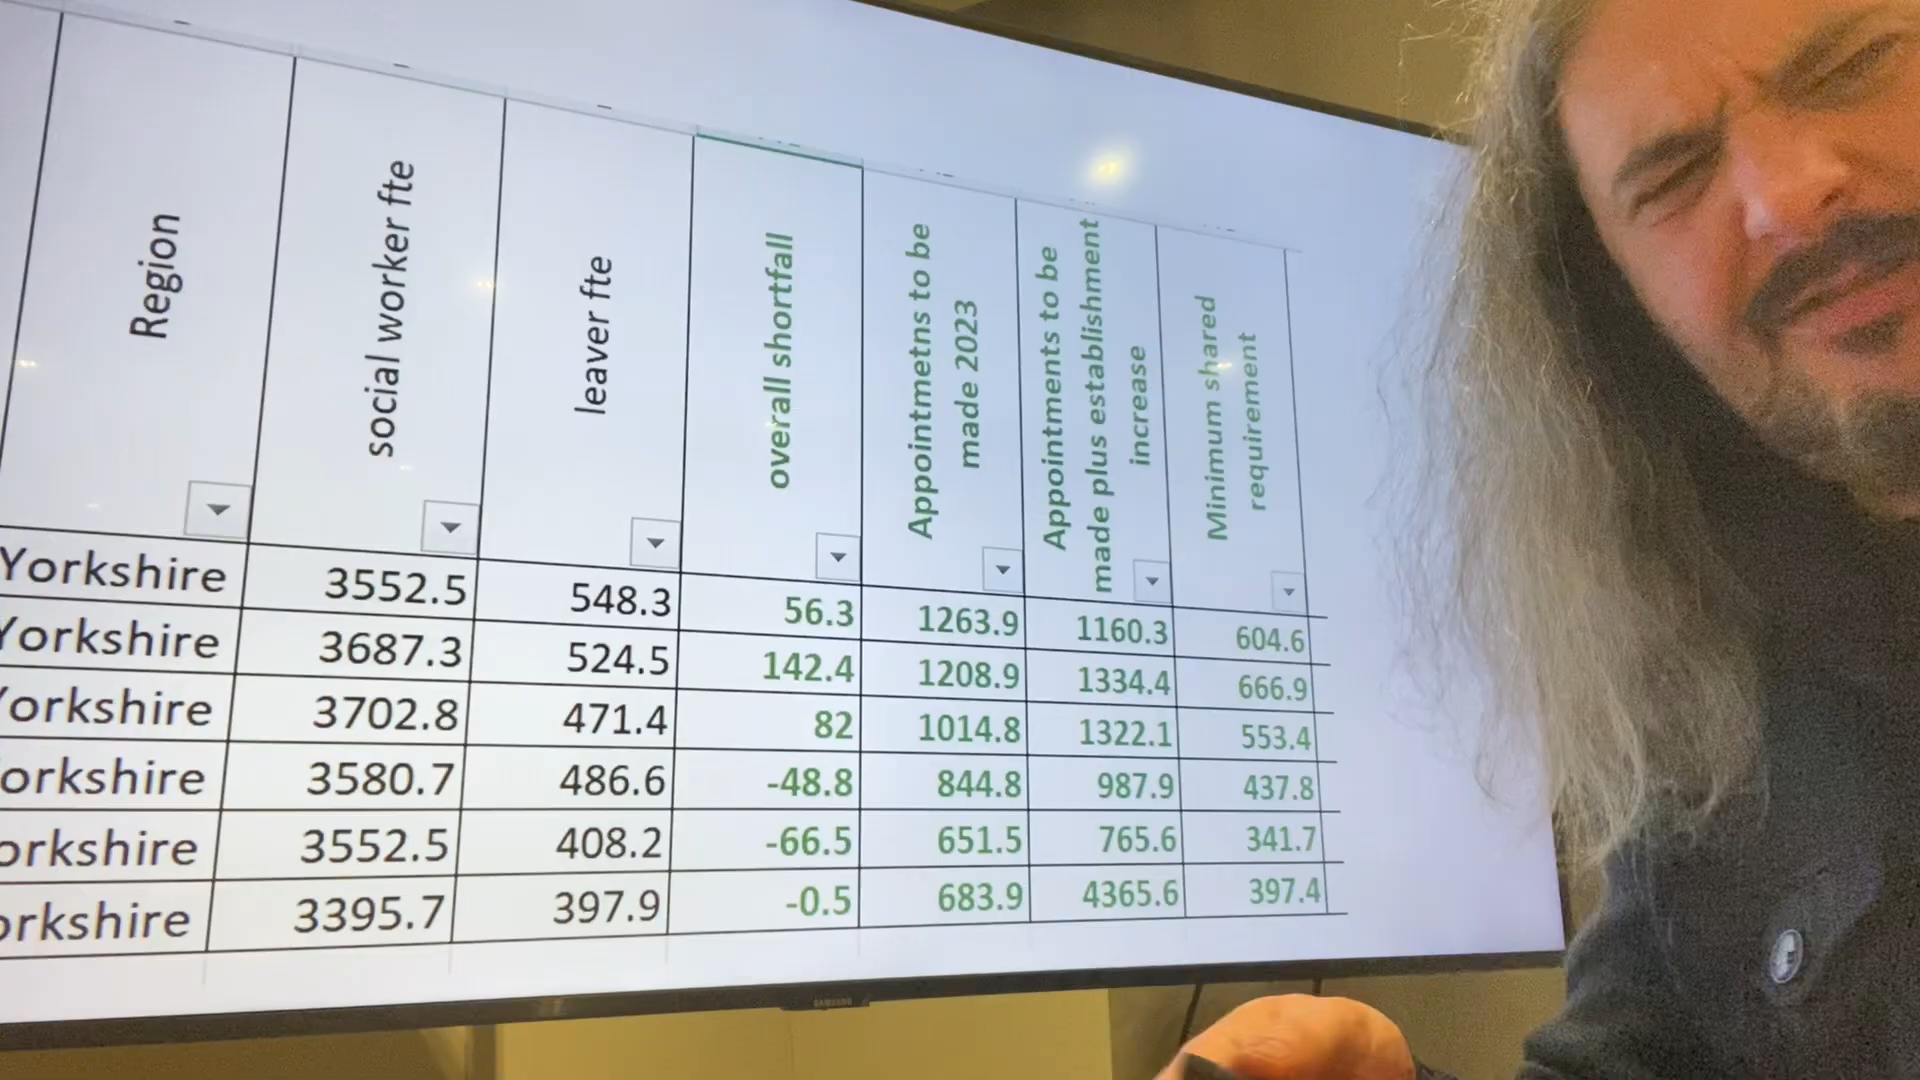 Region
social worker fte
leaver fte
overall shortfall
Appointmetns to be
made 2023
Appointments to be
made plus establishment
increase
Minimum shared
requirement
Yorkshire 3552.5 548.3 56.3 1263.9 1160.3 604.6
Yorkshire 3687.3 524.5 142.4 1208.9 1334.4 666.9
Yorkshire 3702.8 471.4 82 1014.8 1322.1 553.4
orkshire 3580.7 486.6 -48.8 844.8 987.9 437.8
orkshire 3552.5 408.2 -66.5 651.5 765.6 341.7
orkshire 3395.7 397.9 -0.5 683.9 4365.6 397.4
SAMSUNG